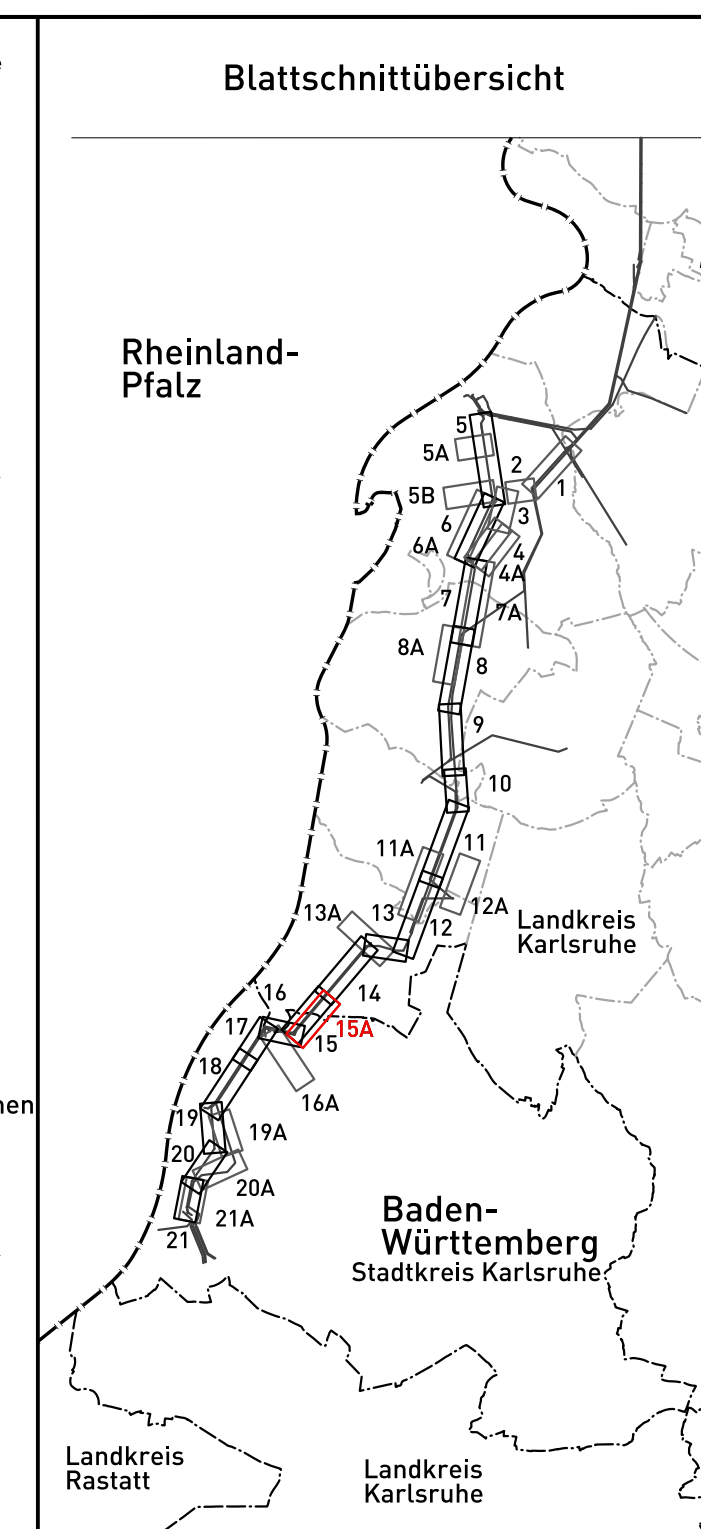 Blattschnittübersicht
Rheinland-
Pfalz
5
5A
2
1
5B
3
6
4
6A
4A
7
7A
8A
8
9
10
11
11A
12A
13A
13
12
Landkreis
Karlsruhe
16
14
17
15A
15
18
16A
19
19A
20
20A
21A
21
hen
Baden-
Württemberg
Stadtkreis Karlsruhe
Landkreis
Rastatt
Landkreis
Karlsruhe